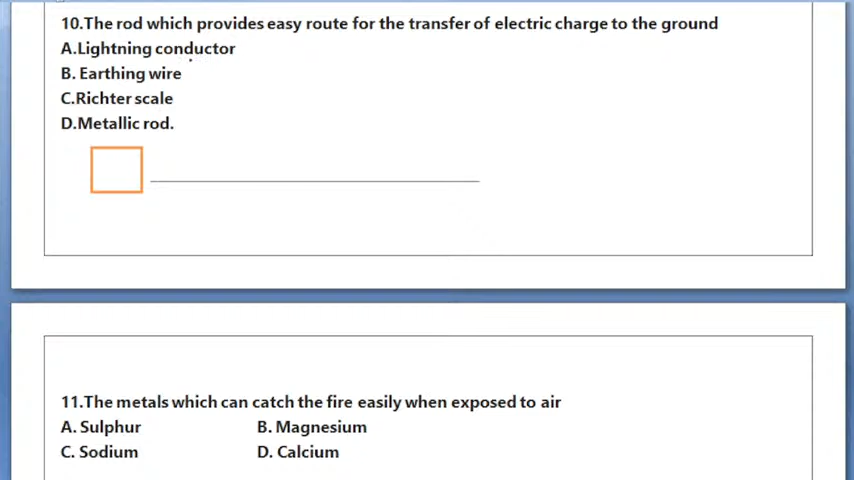 10.The rod which provides easy route for the transfer of electric charge to the ground
A.Lightning conductor
B. Earthing wire
C.Richter scale
D.Metallic rod.
11.The metals which can catch the fire easily when exposed to air
A. Sulphur B. Magnesium
C. Sodium D. Calcium